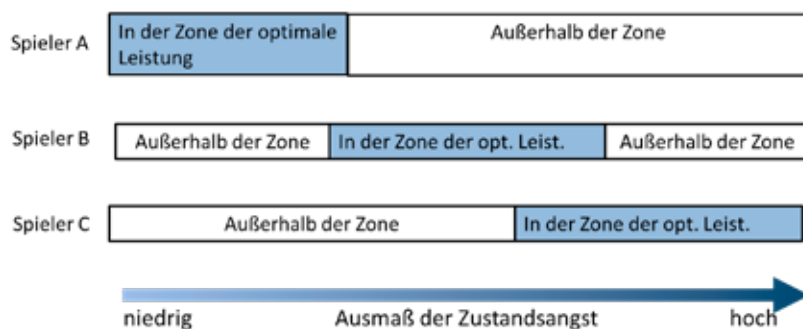 Spieler A
In der Zone der optimale
Leistung
Außerhalb der Zone
Spieler B
Außerhalb der Zone
In der Zone der opt. Leist.
Außerhalb der Zone
Spieler C
Außerhalb der Zone
In der Zone der opt. Leist.
niedrig
Ausmaß der Zustandsangst
hoch